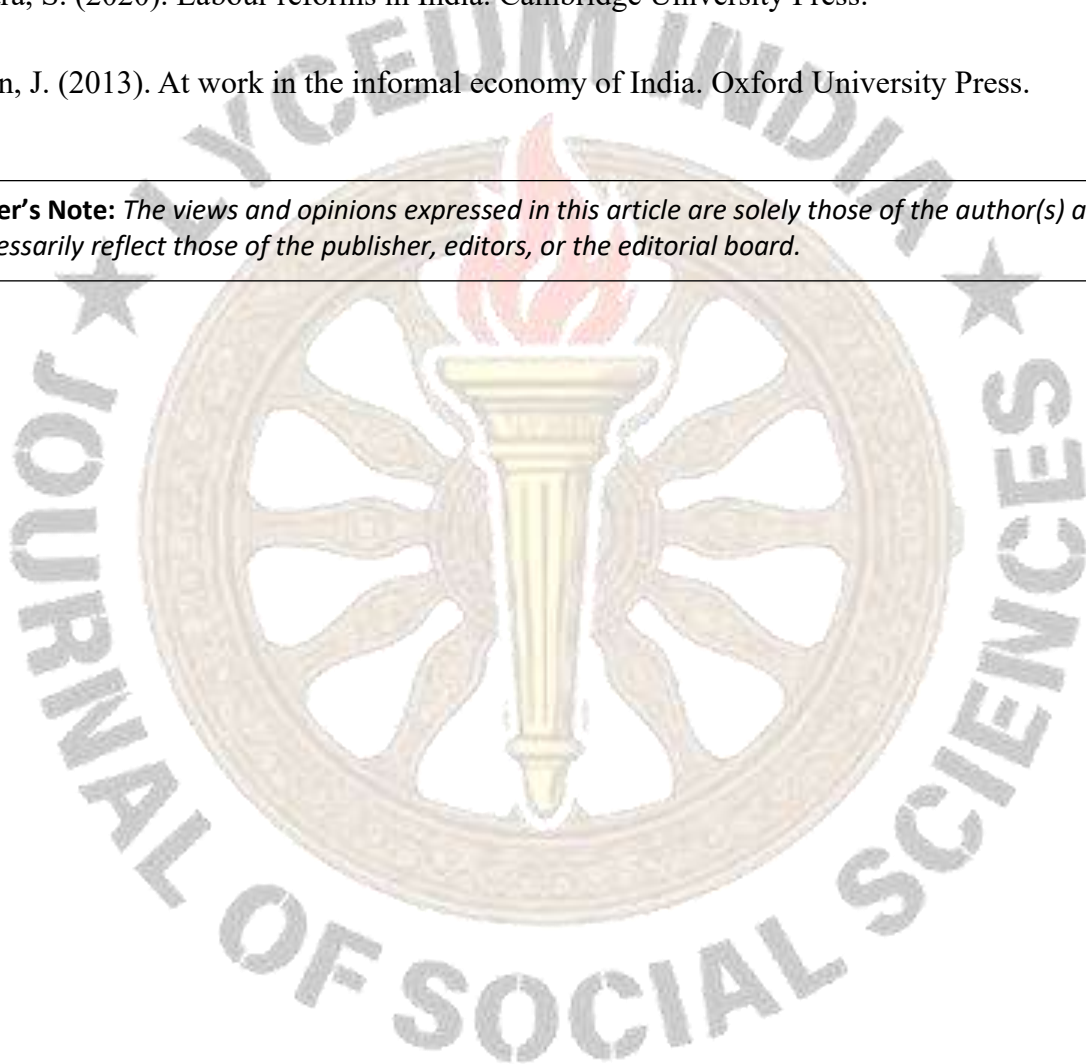 ra, S. (2020). Labour reforms in India. Cambridge University Press.
n, J. (2013). At work in the informal economy of India. Oxford University Press.
er's Note: The views and opinions expressed in this article are solely those of the author(s) a
essarily reflect those of the publisher, editors, or the editorial board.
LYCEUM INDIA
JOURNAL OF SOCIAL SCIENCES